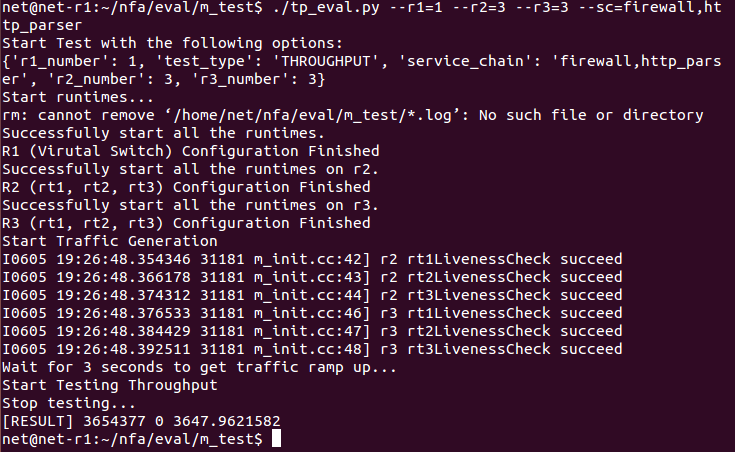 net@net-r1:~/nfa/eval/m_test$ ./tp_eval.py --r1=1 --r2=3 --r3=3 --sc=firewall,ht
tp_parser
Start Test with the following options:
{'r1_number': 1, 'test_type': 'THROUGHPUT', 'service_chain': 'firewall,http_pars
er', 'r2_number': 3, 'r3_number': 3}
Start runtimes...
rm: cannot remove ‘/home/net/nfa/eval/m_test/*.log’: No such file or directory
Successfully start all the runtimes.
R1 (Virutal Switch) Configuration Finished
Successfully start all the runtimes on r2.
R2 (rt1, rt2, rt3) Configuration Finished
Successfully start all the runtimes on r3.
R3 (rt1, rt2, rt3) Configuration Finished
Start Traffic Generation
I0605 19:26:48.354346 31181 m_init.cc:42] r2 rt1LivenessCheck succeed
I0605 19:26:48.366178 31181 m_init.cc:43] r2 rt2LivenessCheck succeed
I0605 19:26:48.374312 31181 m_init.cc:44] r2 rt3LivenessCheck succeed
I0605 19:26:48.376533 31181 m_init.cc:46] r3 rt1LivenessCheck succeed
I0605 19:26:48.384429 31181 m_init.cc:47] r3 rt2LivenessCheck succeed
I0605 19:26:48.392511 31181 m_init.cc:48] r3 rt3LivenessCheck succeed
Wait for 3 seconds to get traffic ramp up...
Start Testing Throughput
Stop testing...
[RESULT] 3654377 0 3647.9621582
net@net-r1:~/nfa/eval/m_test$